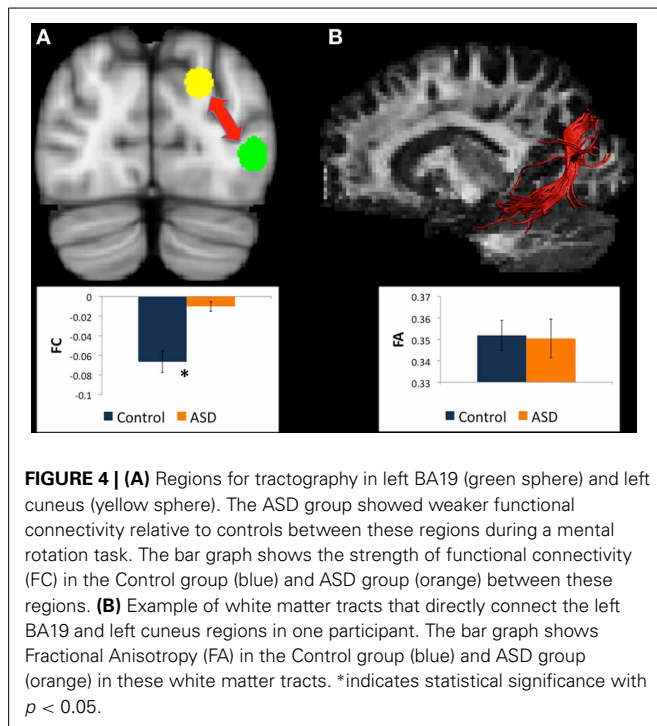 A
B
0
-0.02
-0.04
-0.06
-0.08
-0.1
FC
*
Control ASD
0.37
0.36
0.35
0.34
0.33
FA
Control ASD
FIGURE 4 | (A) Regions for tractography in left BA19 (green sphere) and left
cuneus (yellow sphere). The ASD group showed weaker functional
connectivity relative to controls between these regions during a mental
rotation task. The bar graph shows the strength of functional connectivity
(FC) in the Control group (blue) and ASD group (orange) between these
regions. (B) Example of white matter tracts that directly connect the left
BA19 and left cuneus regions in one participant. The bar graph shows
Fractional Anisotropy (FA) in the Control group (blue) and ASD group
(orange) in these white matter tracts. *indicates statistical significance with
p < 0.05.